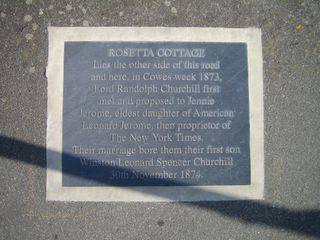 ROSETTA COTTAGE
Lies the other side of this road
and here, in Cowes week 1873,
Lord Randolph Churchill first
met and proposed to Jennie
Jerome, eldest daughter of American
Leonard Jerome, then proprietor of
The New York Times.
Their marriage bore them their first son
Winston Leonard Spencer Churchill
30th November 1874.